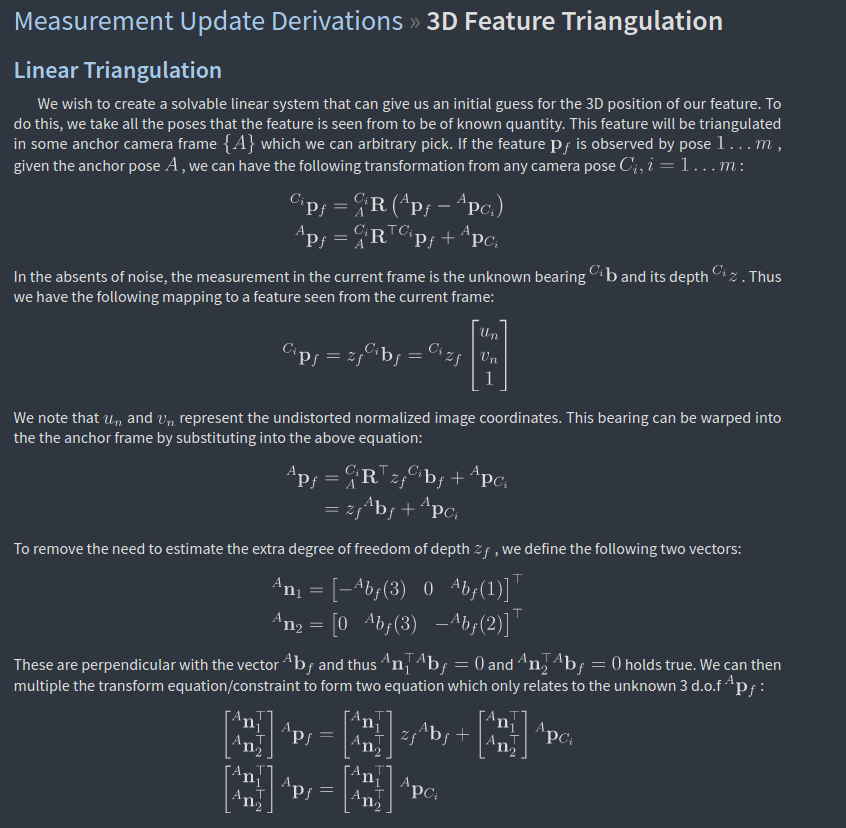 Measurement Update Derivations » 3D Feature Triangulation
Linear Triangulation
We wish to create a solvable linear system that can give us an initial guess for the 3D position of our feature. To
do this, we take all the poses that the feature is seen from to be of known quantity. This feature will be triangulated
in some anchor camera frame $\{A\}$ which we can arbitrary pick. If the feature $\mathbf{p}_f$ is observed by pose $1 \ldots m$ ,
given the anchor pose $A$ , we can have the following transformation from any camera pose $C_i, i = 1 \ldots m$ :
${}^{C_i}\mathbf{p}_f = {}^{C_i}_A\mathbf{R} \left({}^A\mathbf{p}_f - {}^A\mathbf{p}_{C_i}\right)$
${}^A\mathbf{p}_f = {}^{C_i}_A\mathbf{R}^\top {}^{C_i}\mathbf{p}_f + {}^A\mathbf{p}_{C_i}$
In the absents of noise, the measurement in the current frame is the unknown bearing ${}^{C_i}\mathbf{b}$ and its depth ${}^{C_i}z$ . Thus
we have the following mapping to a feature seen from the current frame:
${}^{C_i}\mathbf{p}_f = z_f {}^{C_i}\mathbf{b}_f = {}^{C_i}z_f \begin{bmatrix} u_n \\ v_n \\ 1 \end{bmatrix}$
We note that $u_n$ and $v_n$ represent the undistorted normalized image coordinates. This bearing can be warped into
the the anchor frame by substituting into the above equation:
${}^A\mathbf{p}_f = {}^{C_i}_A\mathbf{R}^\top z_f {}^{C_i}\mathbf{b}_f + {}^A\mathbf{p}_{C_i}$
$= z_f {}^A\mathbf{b}_f + {}^A\mathbf{p}_{C_i}$
To remove the need to estimate the extra degree of freedom of depth $z_f$ , we define the following two vectors:
${}^A\mathbf{n}_1 = \left[-{}^Ab_f(3) \quad 0 \quad {}^Ab_f(1)\right]^\top$
${}^A\mathbf{n}_2 = \left[0 \quad {}^Ab_f(3) \quad -{}^Ab_f(2)\right]^\top$
These are perpendicular with the vector ${}^A\mathbf{b}_f$ and thus ${}^A\mathbf{n}_1^\top {}^A\mathbf{b}_f = 0$ and ${}^A\mathbf{n}_2^\top {}^A\mathbf{b}_f = 0$ holds true. We can then
multiple the transform equation/constraint to form two equation which only relates to the unknown 3 d.o.f ${}^A\mathbf{p}_f$ :
$\begin{bmatrix} {}^A\mathbf{n}_1^\top \\ {}^A\mathbf{n}_2^\top \end{bmatrix} {}^A\mathbf{p}_f = \begin{bmatrix} {}^A\mathbf{n}_1^\top \\ {}^A\mathbf{n}_2^\top \end{bmatrix} z_f {}^A\mathbf{b}_f + \begin{bmatrix} {}^A\mathbf{n}_1^\top \\ {}^A\mathbf{n}_2^\top \end{bmatrix} {}^A\mathbf{p}_{C_i}$
$\begin{bmatrix} {}^A\mathbf{n}_1^\top \\ {}^A\mathbf{n}_2^\top \end{bmatrix} {}^A\mathbf{p}_f = \begin{bmatrix} {}^A\mathbf{n}_1^\top \\ {}^A\mathbf{n}_2^\top \end{bmatrix} {}^A\mathbf{p}_{C_i}$